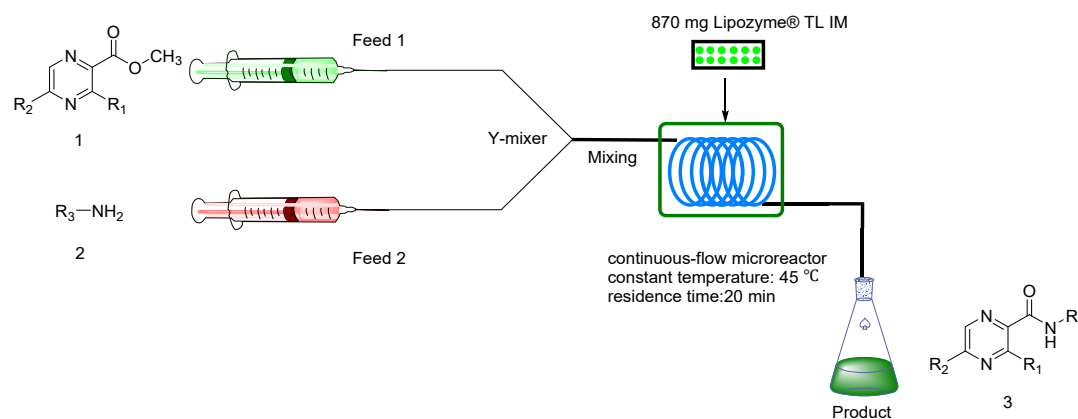 870 mg Lipozyme® TL IM
Feed 1
O
O
CH3
N
N
R2
R1
1
Y-mixer
Mixing
R3
NH2
2
Feed 2
continuous-flow microreactor
constant temperature: 45 ℃
residence time:20 min
O
N
N
N
H
R
R2
R1
3
Product